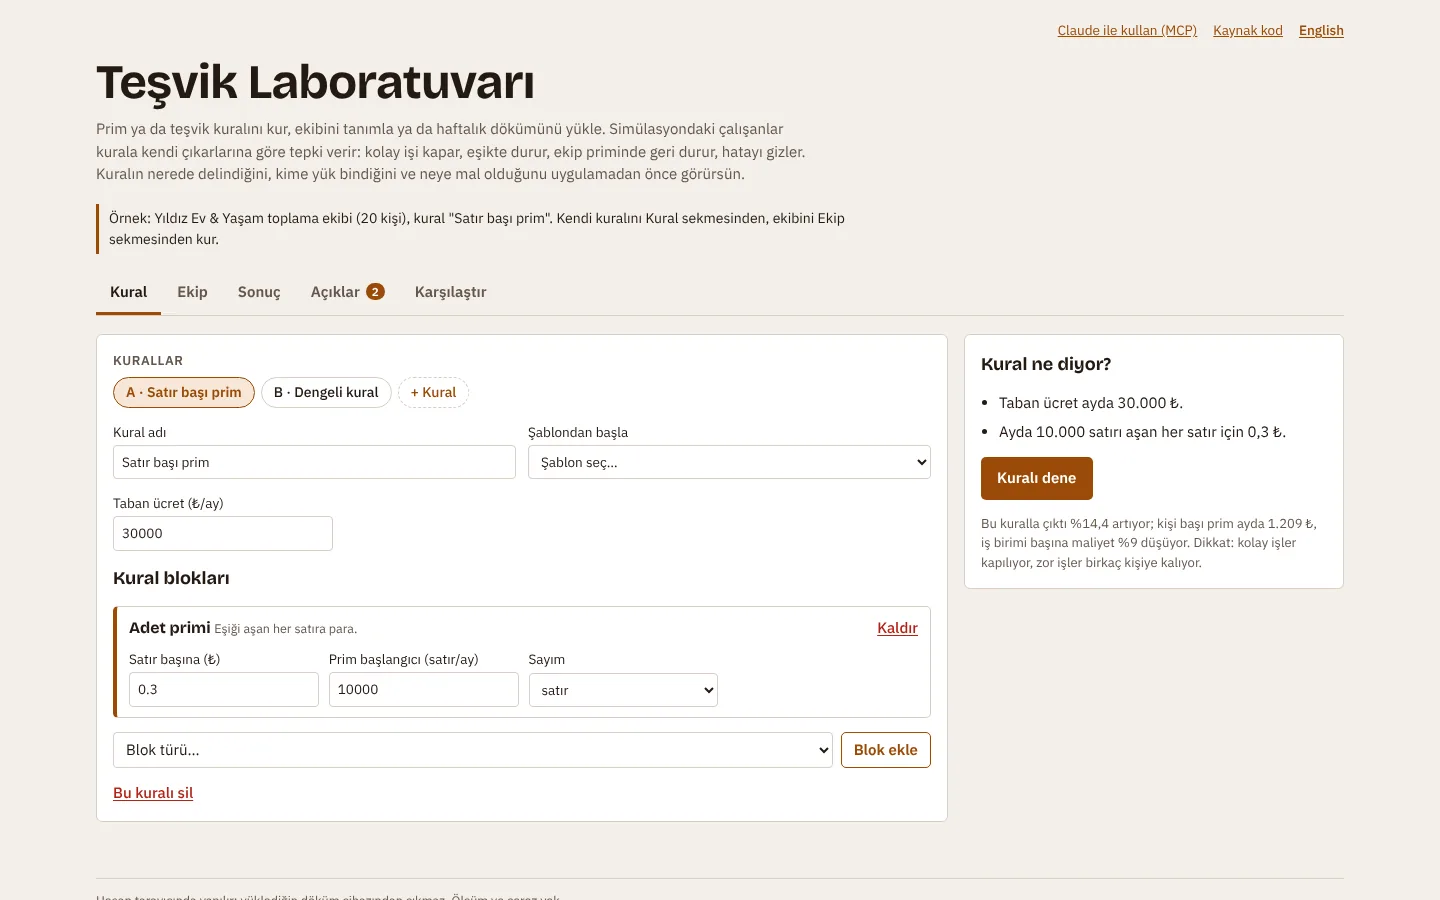 Claude ile kullan (MCP) Kaynak kod English
Teşvik Laboratuvarı
Prim ya da teşvik kuralını kur, ekibini tanımla ya da haftalık dökümünü yükle. Simülasyondaki çalışanlar
kurala kendi çıkarlarına göre tepki verir: kolay işi kapar, eşikte durur, ekip priminde geri durur, hatayı gizler.
Kuralın nerede delindiğini, kime yük bindiğini ve neye mal olduğunu uygulamadan önce görürsün.
Örnek: Yıldız Ev & Yaşam toplama ekibi (20 kişi), kural "Satır başı prim". Kendi kuralını Kural sekmesinden, ekibini Ekip
sekmesinden kur.
Kural Ekip Sonuç Açıklar 2 Karşılaştır
KURALLAR
A · Satır başı prim B · Dengeli kural + Kural
Kural adı Şablondan başla
Satır başı prim Şablon seç...
Taban ücret (₺/ay)
30000
Kural blokları
Adet primi Eşiği aşan her satıra para. Kaldır
Satır başına (₺) Prim başlangıcı (satır/ay) Sayım
0.3 10000 satır
Blok türü... Blok ekle
Bu kuralı sil
Kural ne diyor?
• Taban ücret ayda 30.000 ₺.
• Ayda 10.000 satırı aşan her satır için 0,3 ₺.
Kuralı dene
Bu kuralla çıktı %14,4 artıyor; kişi başı prim ayda 1.209 ₺,
iş birimi başına maliyet %9 düşüyor. Dikkat: kolay işler
kapılıyor, zor işler birkaç kişiye kalıyor.